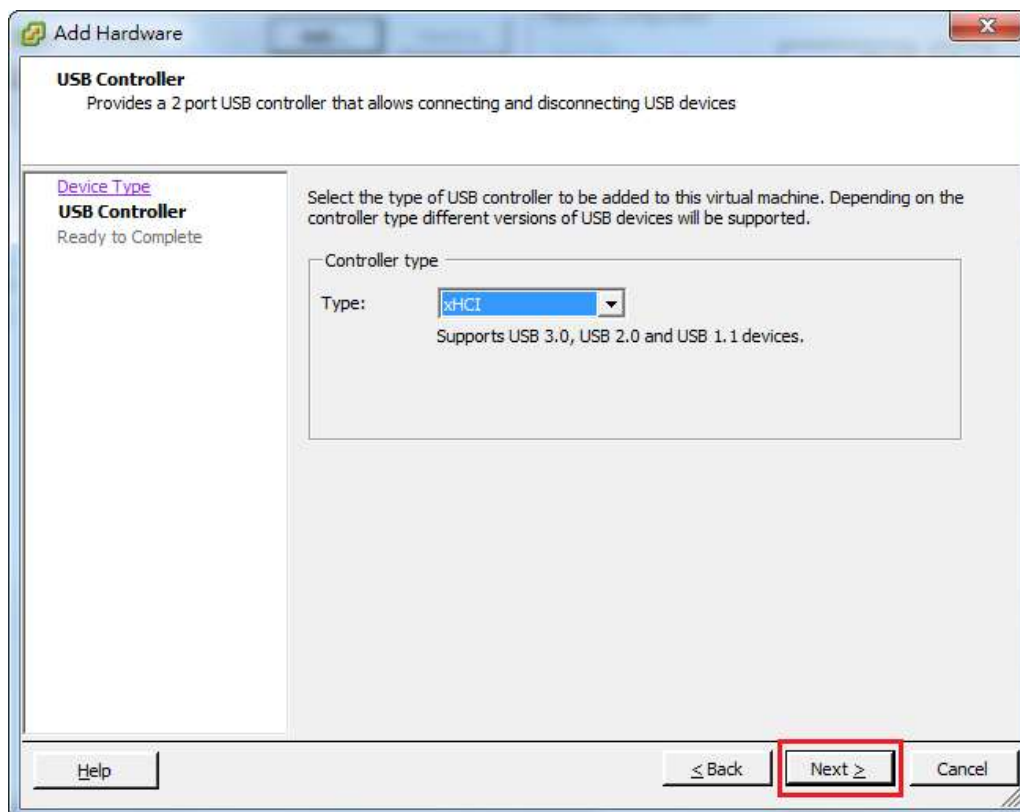 Add Hardware
USB Controller
Provides a 2 port USB controller that allows connecting and disconnecting USB devices
Device Type
USB Controller
Ready to Complete
Select the type of USB controller to be added to this virtual machine. Depending on the
controller type different versions of USB devices will be supported.
Controller type
Type:
xHCI
Supports USB 3.0, USB 2.0 and USB 1.1 devices.
Help
< Back
Next >
Cancel